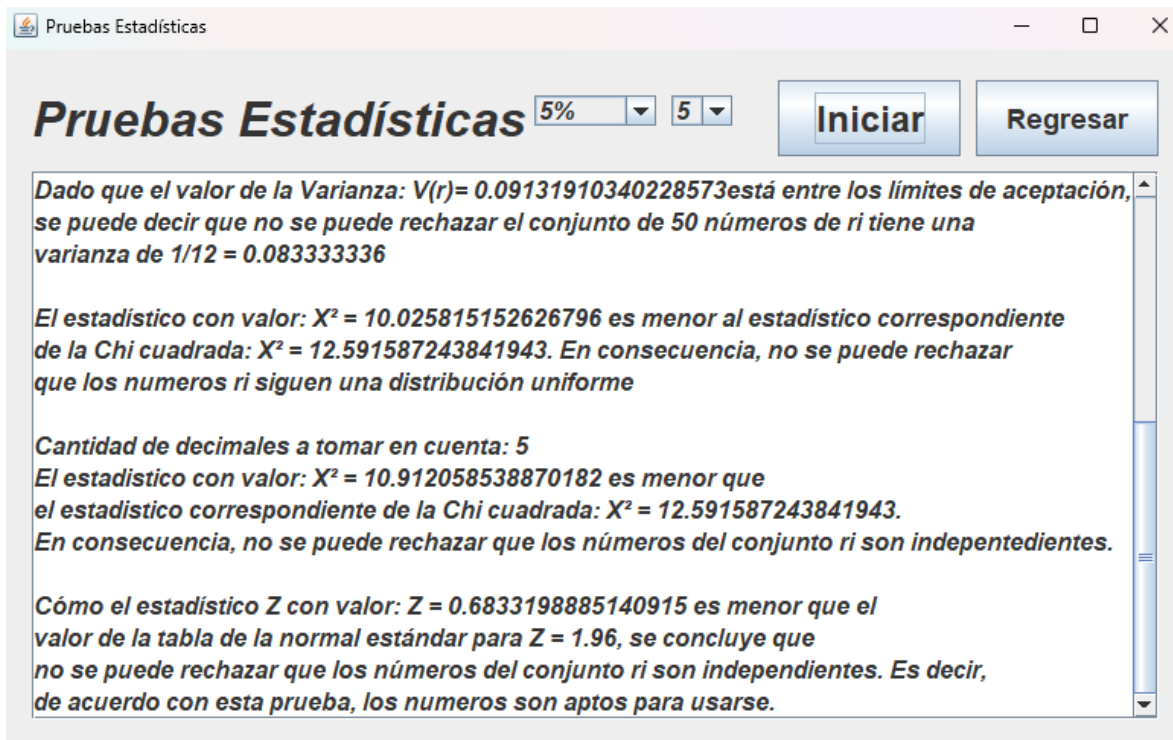 Pruebas Estadísticas
Pruebas Estadísticas 5% 5 Iniciar Regresar
Dado que el valor de la Varianza: V(r)= 0.09131910340228573está entre los límites de aceptación,
se puede decir que no se puede rechazar el conjunto de 50 números de ri tiene una
varianza de 1/12 = 0.083333336
El estadístico con valor: X² = 10.025815152626796 es menor al estadístico correspondiente
de la Chi cuadrada: X² = 12.591587243841943. En consecuencia, no se puede rechazar
que los numeros ri siguen una distribución uniforme
Cantidad de decimales a tomar en cuenta: 5
El estadistico con valor: X² = 10.912058538870182 es menor que
el estadistico correspondiente de la Chi cuadrada: X² = 12.591587243841943.
En consecuencia, no se puede rechazar que los números del conjunto ri son indepentedientes.
Cómo el estadístico Z con valor: Z = 0.6833198885140915 es menor que el
valor de la tabla de la normal estándar para Z = 1.96, se concluye que
no se puede rechazar que los números del conjunto ri son independientes. Es decir,
de acuerdo con esta prueba, los numeros son aptos para usarse.